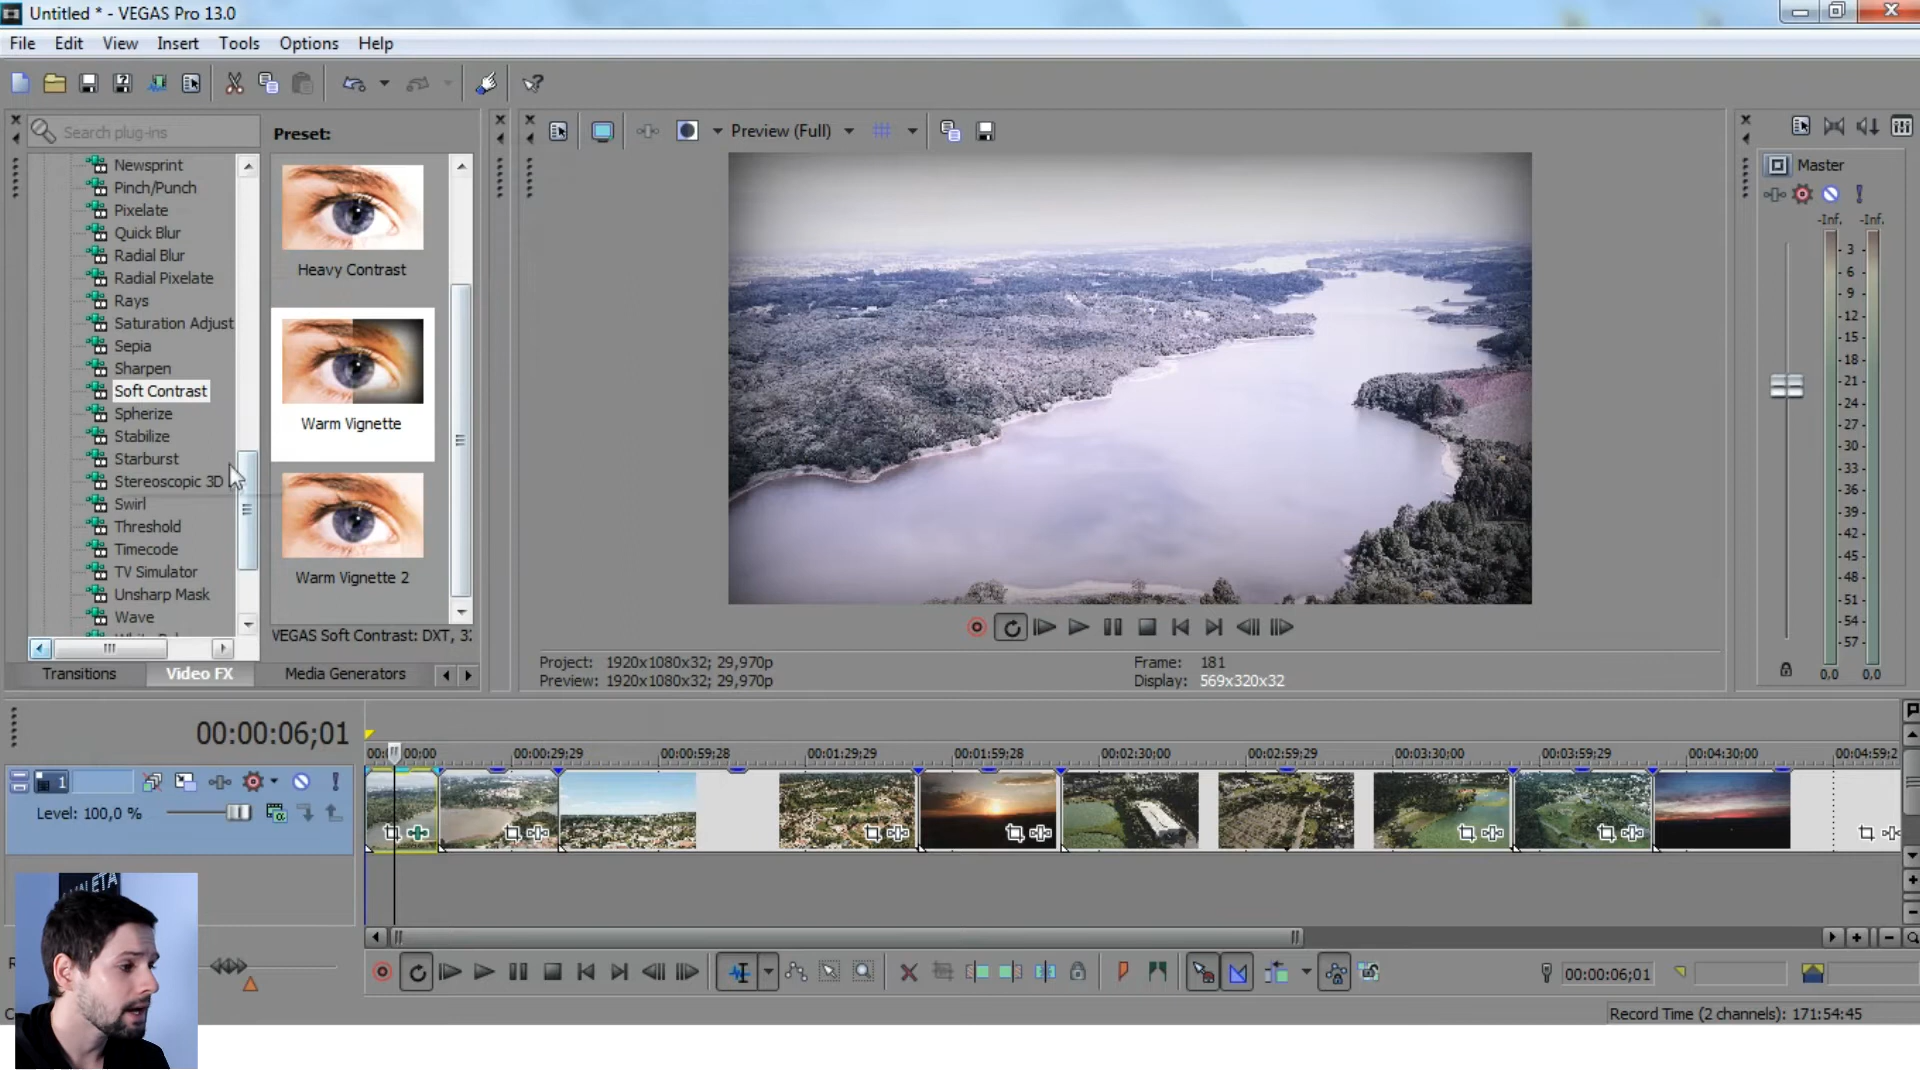 Untitled * - VEGAS Pro 13.0
File Edit View Insert Tools Options Help
Search plug-ins
Preset:
Newsprint
Pinch/Punch
Pixelate
Quick Blur
Radial Blur
Radial Pixelate
Rays
Saturation Adjust
Sepia
Sharpen
Soft Contrast
Spherize
Stabilize
Starburst
Stereoscopic 3D
Swirl
Threshold
Timecode
TV Simulator
Unsharp Mask
Wave
Heavy Contrast
Warm Vignette
Warm Vignette 2
VEGAS Soft Contrast: DXT, 32
Transitions Video FX Media Generators
Preview (Full)
Project: 1920x1080x32; 29,970p
Preview: 1920x1080x32; 29,970p
Frame: 181
Display: 569x320x32
Master
-Inf. -Inf.
3
6
9
12
15
18
21
24
27
30
33
36
39
42
45
48
51
54
57
0,0 0,0
00:00:06;01
00:00:00 00:00:29;29 00:00:59;28 00:01:29;29 00:01:59;28 00:02:30;00 00:02:59;29 00:03:30;00 00:03:59;29 00:04:30;00 00:04:59;2
1
Level: 100,0 %
R
00:00:06;01
C
Record Time (2 channels): 171:54:45